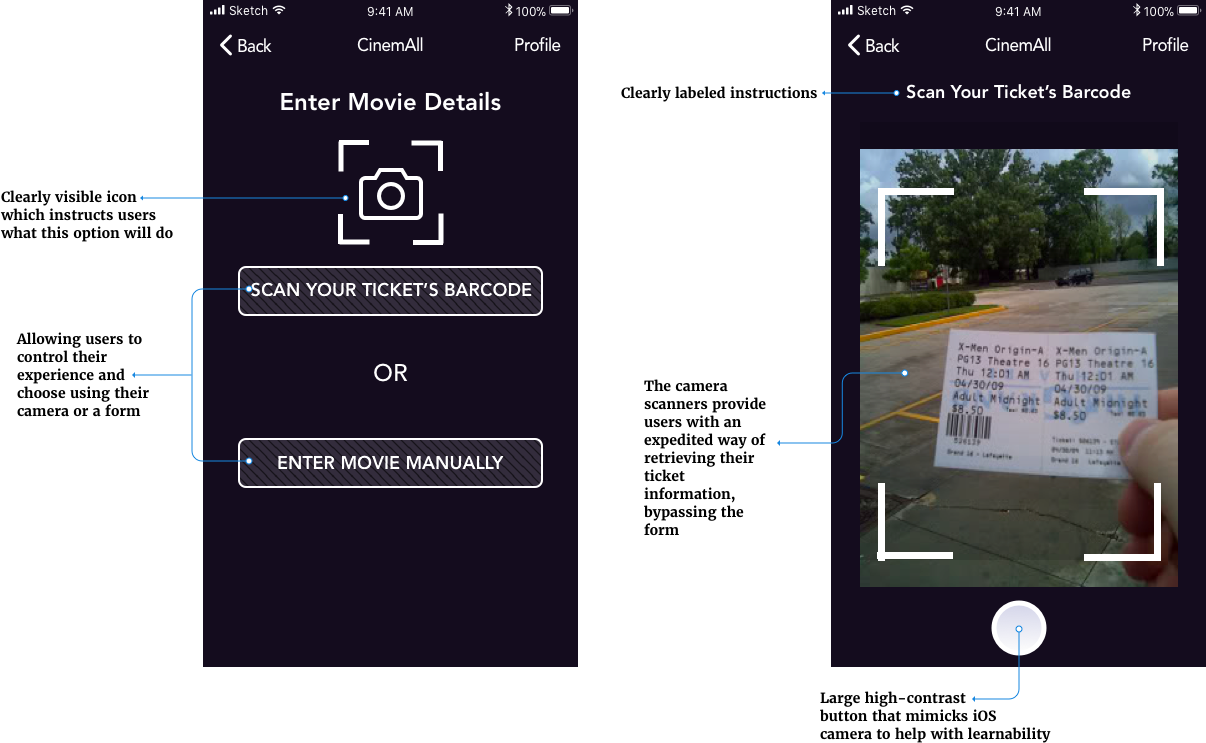 Sketch 9:41 AM 100%
Back CinemAll Profile
Enter Movie Details
Clearly visible icon
which instructs users
what this option will do
SCAN YOUR TICKET'S BARCODE
Allowing users to
control their
experience and
choose using their
camera or a form
OR
ENTER MOVIE MANUALLY
Sketch 9:41 AM 100%
Back CinemAll Profile
Clearly labeled instructions
Scan Your Ticket's Barcode
X-Men Origin-A X-Men Origin-A
PG13 Theatre 16 PG13 Theatre 16
Thu 12:01 AM Thu 12:01 AM
04/30/09 04/30/09
Adult Midnight Adult Midnight
$8.50 $8.50
Grand 16 - Lafayette Grand 16 Lafayette
The camera
scanners provide
users with an
expedited way of
retrieving their
ticket
information,
bypassing the
form
Large high-contrast
button that mimicks iOS
camera to help with learnability